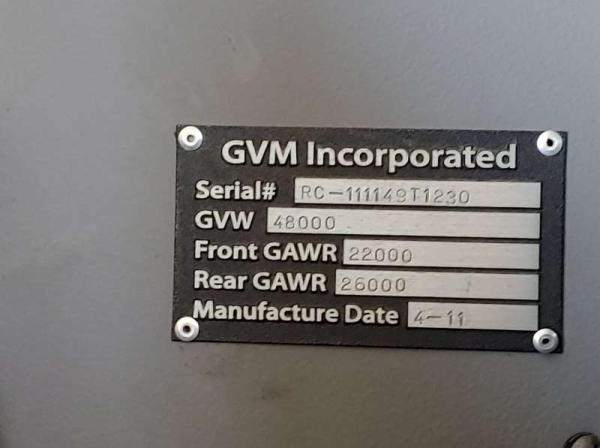 GVM Incorporated
Serial# RC-111149T1230
GVW 48000
Front GAWR 22000
Rear GAWR 26000
Manufacture Date 4-11